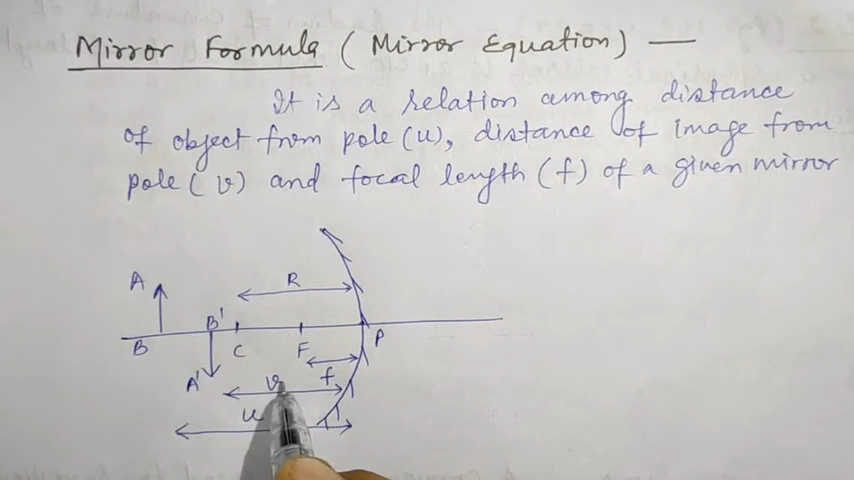 Mirror Formula (Mirror Equation) —
It is a relation among distance
of object from pole (u), distance of image from
pole (v) and focal length (f) of a given mirror
A
R
B'
B
C
F
P
A'
f
v
u